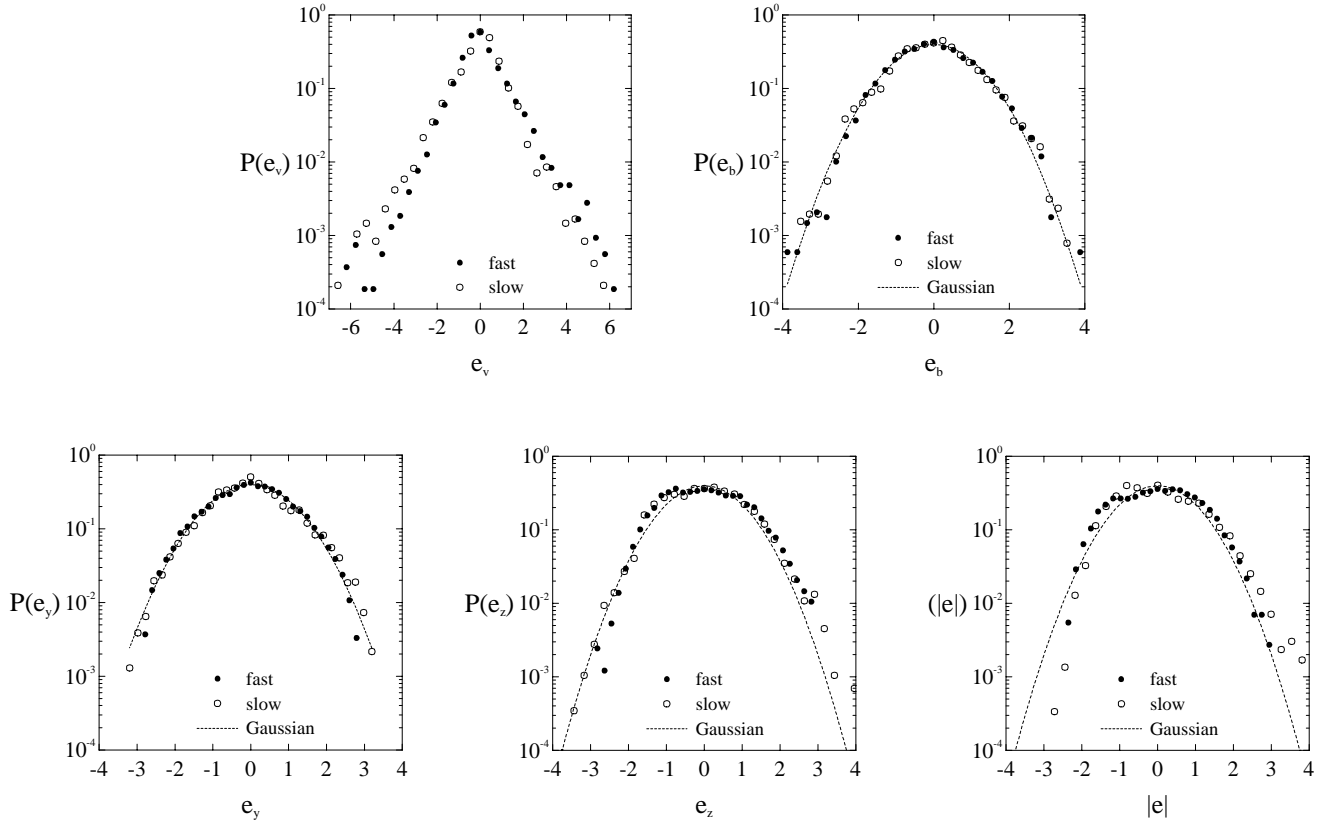 10^0
10^-1
10^-2
10^-3
10^-4
P(e_v)
fast
slow
-6 -4 -2 0 2 4 6
e_v
10^0
10^-1
10^-2
10^-3
10^-4
P(e_b)
fast
slow
Gaussian
-4 -2 0 2 4
e_b
10^0
10^-1
10^-2
10^-3
10^-4
P(e_y)
fast
slow
Gaussian
-4 -3 -2 -1 0 1 2 3 4
e_y
10^0
10^-1
10^-2
10^-3
10^-4
P(e_z)
fast
slow
Gaussian
-4 -3 -2 -1 0 1 2 3 4
e_z
10^0
10^-1
10^-2
10^-3
10^-4
(|e|)
fast
slow
Gaussian
-4 -3 -2 -1 0 1 2 3 4
|e|